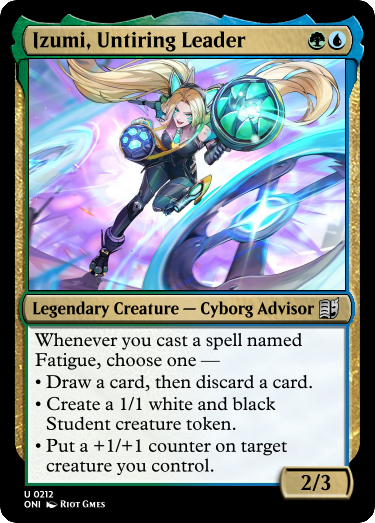 Izumi, Untiring Leader
Legendary Creature — Cyborg Advisor
Whenever you cast a spell named
Fatigue, choose one —
• Draw a card, then discard a card.
• Create a 1/1 white and black
Student creature token.
• Put a +1/+1 counter on target
creature you control.
2/3
U 0212
ONI Riot Gmes